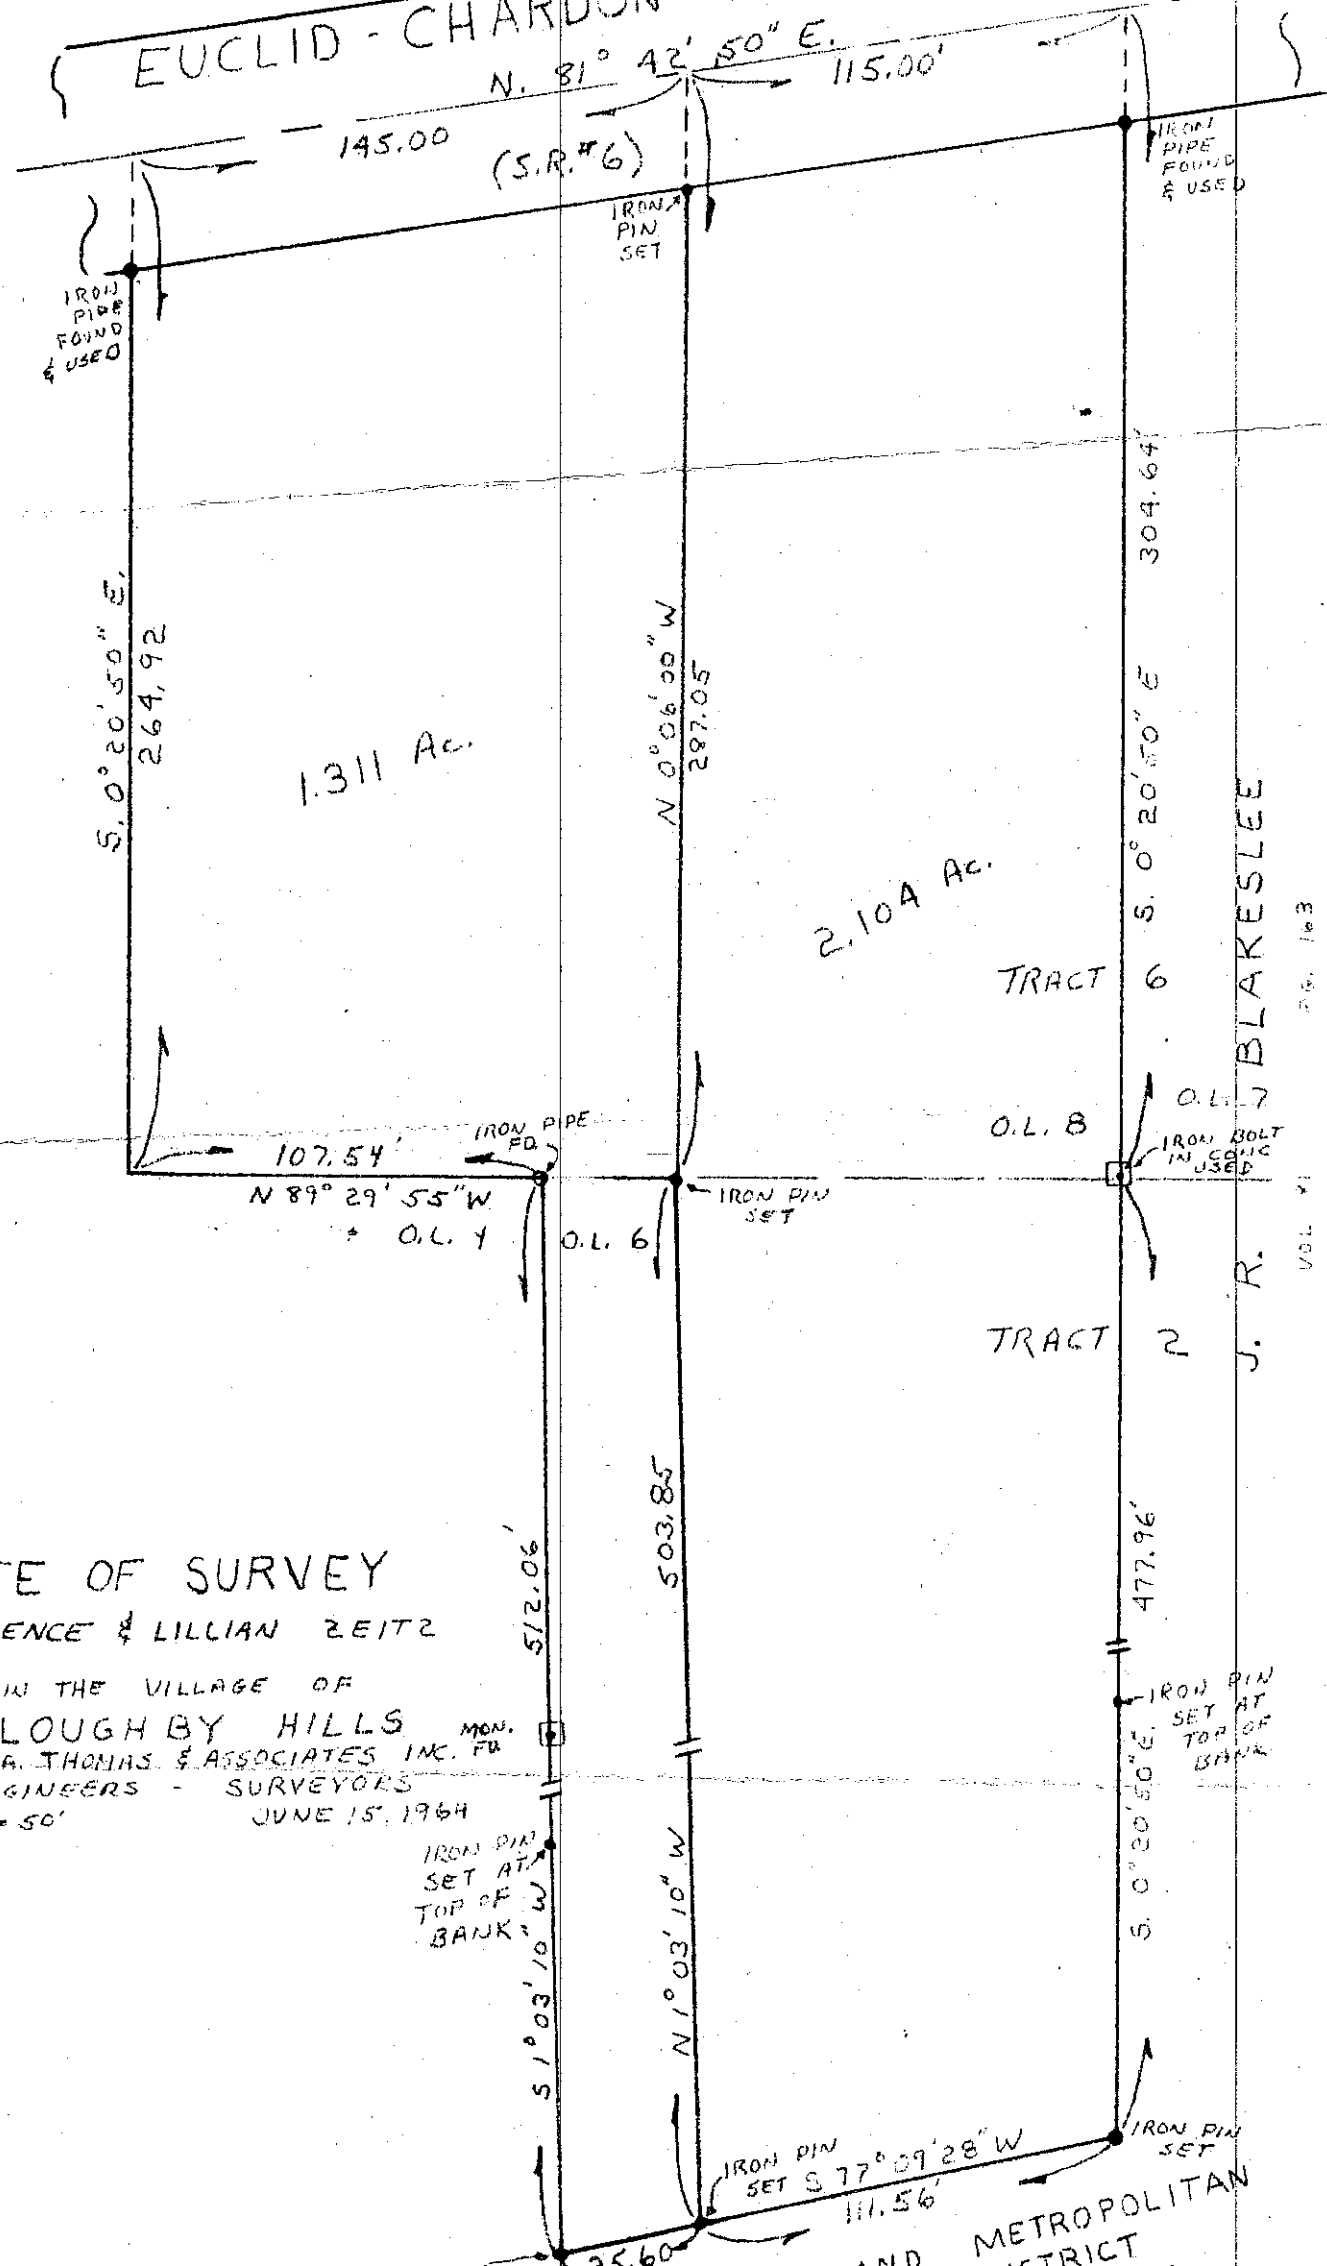 EUCLID - CHARDON
N. 81° 42' 50" E.
145.00
115.00'
(S.R. #6)
IRON
PIPE
FOUND
& USED
IRON
PIN
SET
IRON
PIPE
FOUND
& USED
S. 0° 20' 50" E.
264.92
1.311 Ac.
N 0° 06' 00" W
287.05
2.104 Ac.
304.64'
S. 0° 20' 50" E
TRACT 6
J. R. BLAKESLEE
PG. 163
O.L. 8
O.L. 7
IRON BOLT
IN CONC
USED
107.54'
N 89° 29' 55" W
IRON PIPE
FD.
IRON PIN
SET
O.L. 6
TRACT 2
512.06'
503.85
477.96'
TE OF SURVEY
ENCE & LILLIAN ZEITZ
IN THE VILLAGE OF
LOUGHBY HILLS
A. THOMAS & ASSOCIATES INC.
GINEERS - SURVEYORS
= 50'
JUNE 15, 1964
MON.
FD.
IRON PIN
SET AT
TOP OF
BANK
S 1° 03' 10" W
N 1° 03' 10" W
IRON PIN
SET AT
TOP OF
BANK
S. 0° 20' 50" E.
IRON PIN
SET
IRON PIN
SET
S 77° 09' 28" W
111.56'
METROPOLITAN